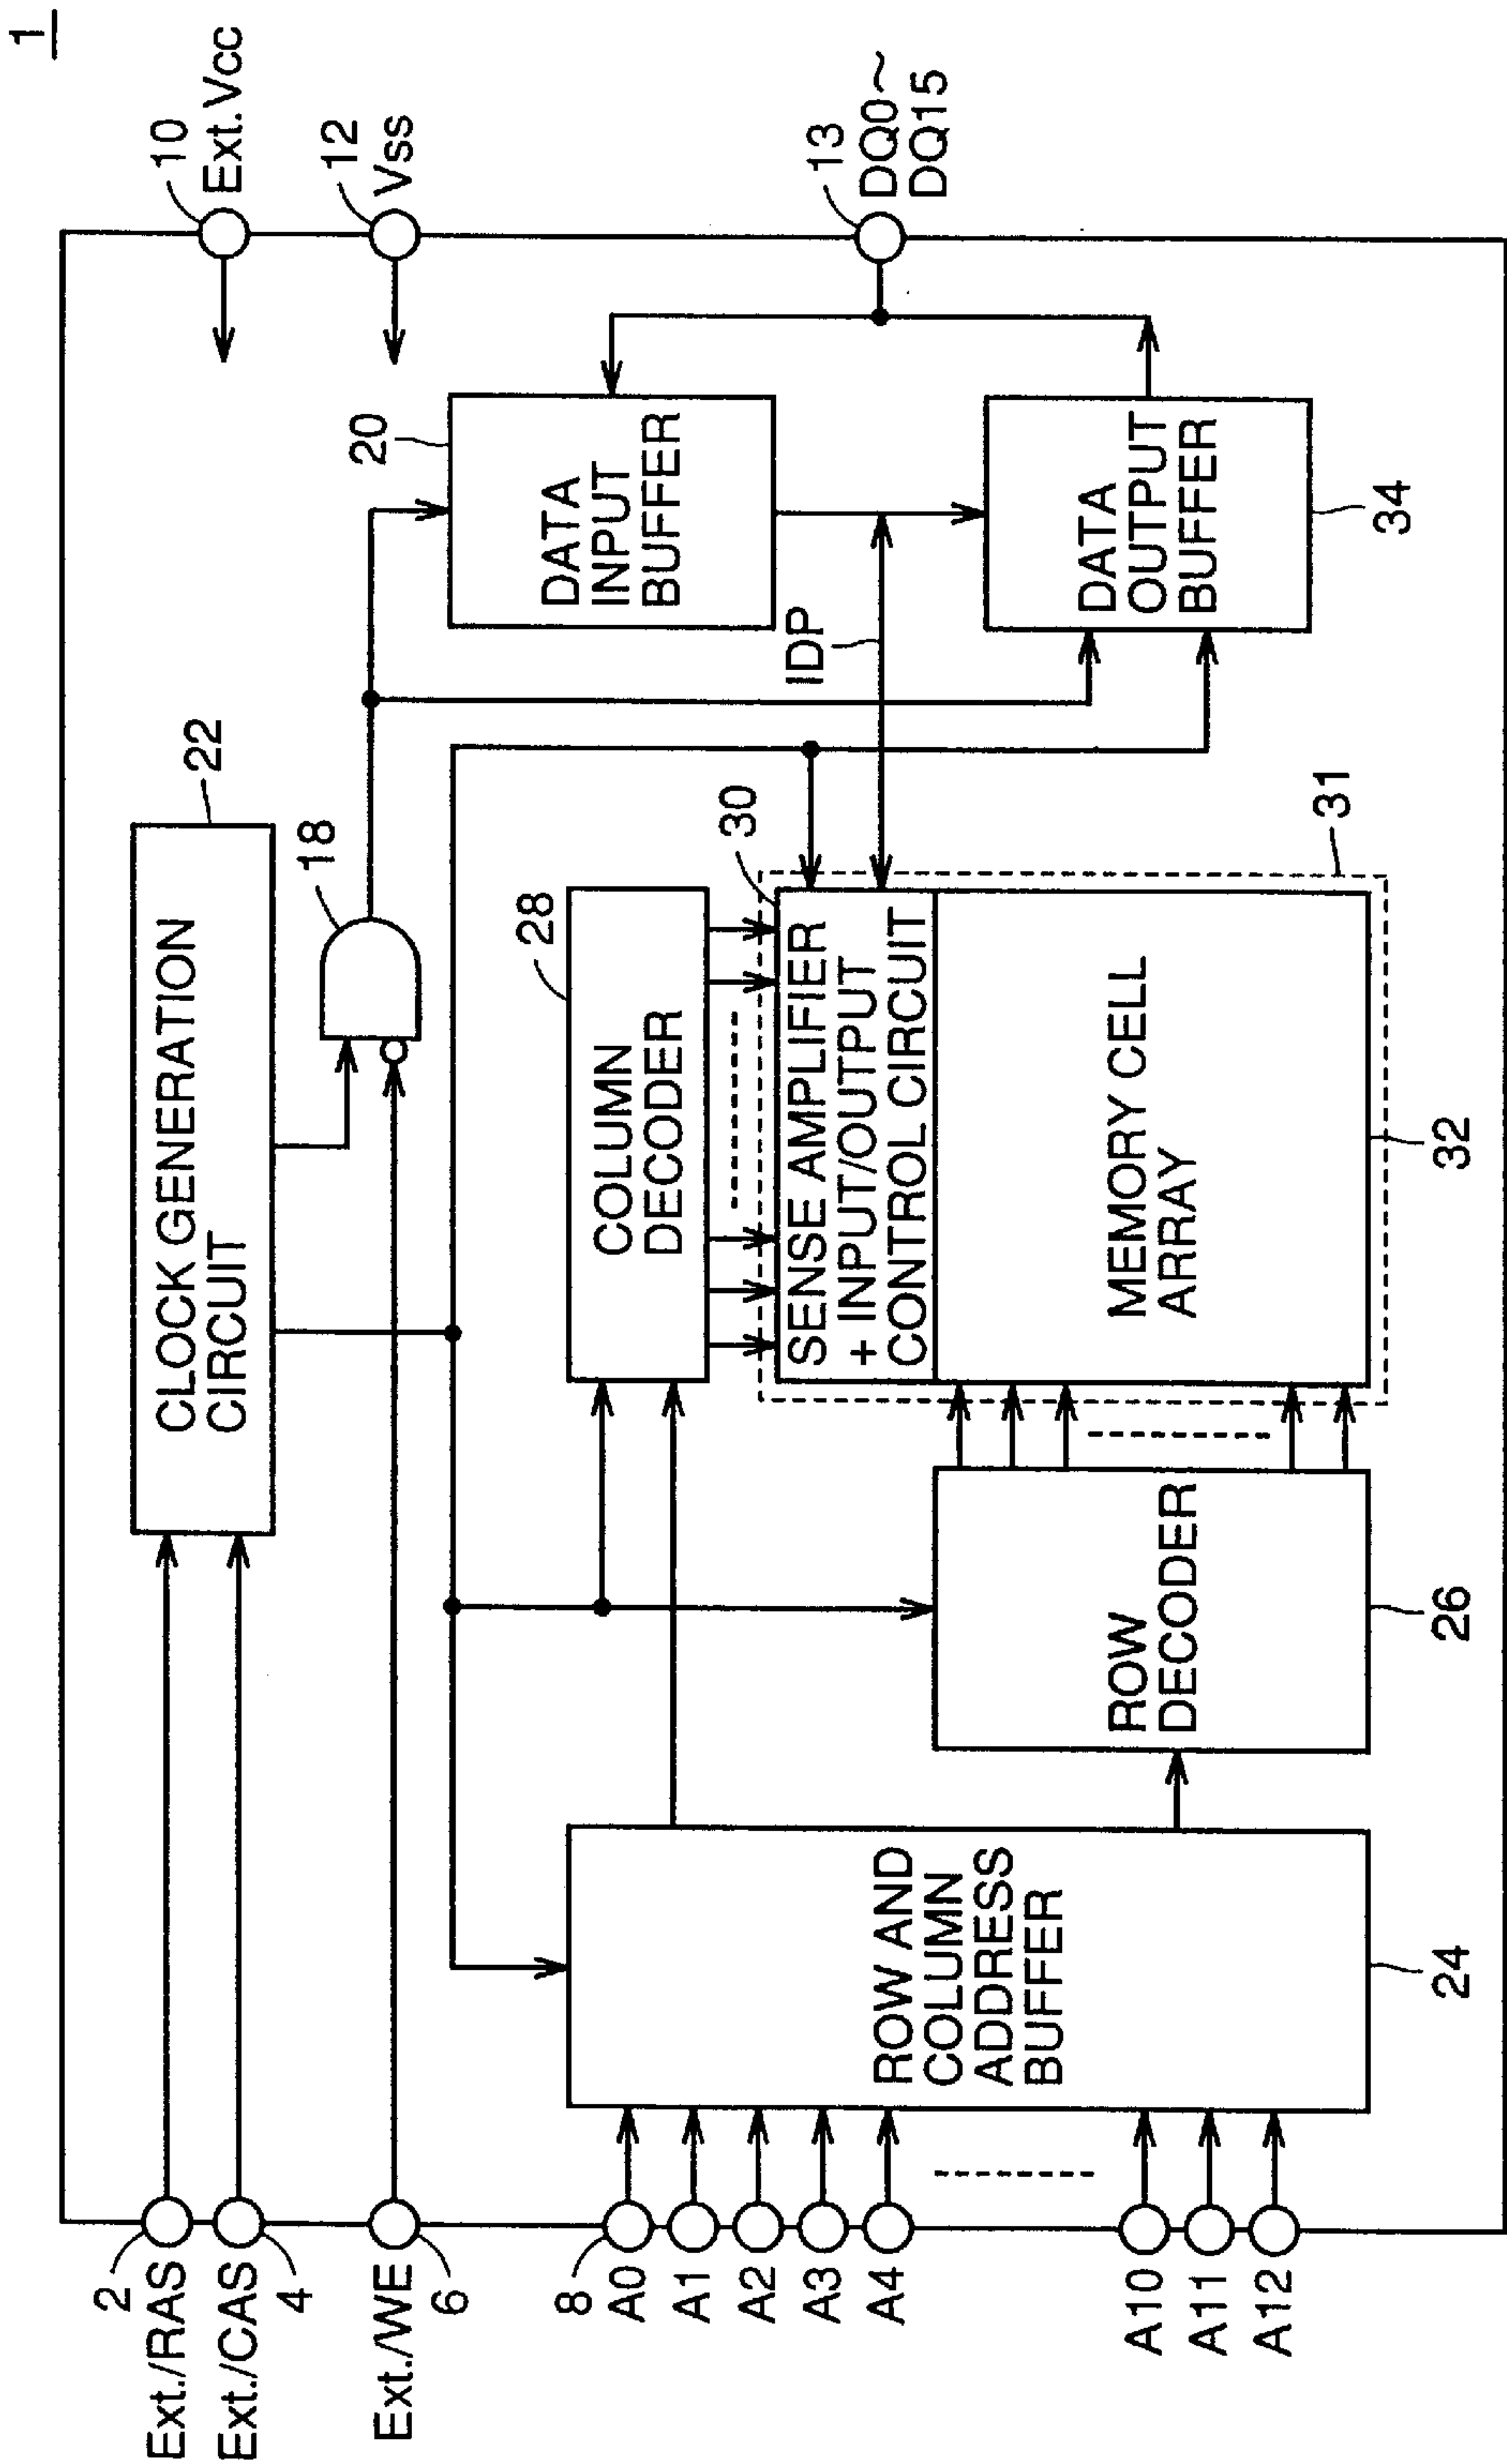 1
2
Ext./RAS
Ext./CAS
4
Ext./WE
6
8
A0
A1
A2
A3
A4
A10
A11
A12
10
Ext.Vcc
12
Vss
13
DQ0~
DQ15
CLOCK GENERATION
CIRCUIT
22
18
20
DATA
INPUT
BUFFER
28
COLUMN
DECODER
IDP
30
SENSE AMPLIFIER
+ INPUT/OUTPUT
CONTROL CIRCUIT
MEMORY CELL
ARRAY
31
32
DATA
OUTPUT
BUFFER
34
ROW AND
COLUMN
ADDRESS
BUFFER
24
ROW
DECODER
26